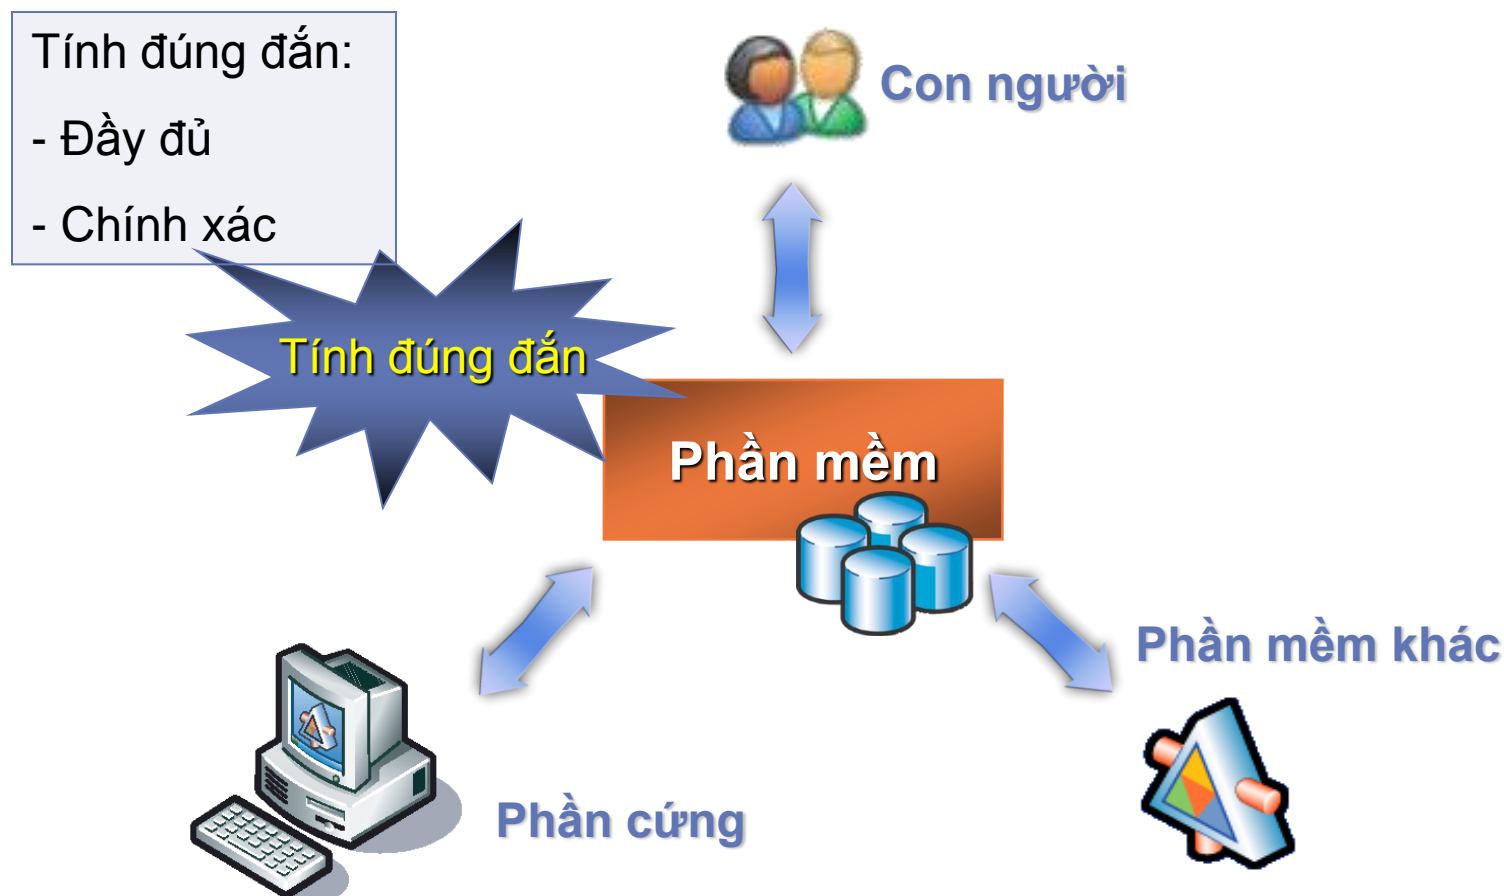 Tính đúng đắn:
- Đầy đủ
- Chính xác
Con người
Tính đúng đắn
Phần mềm
Phần mềm khác
Phần cứng